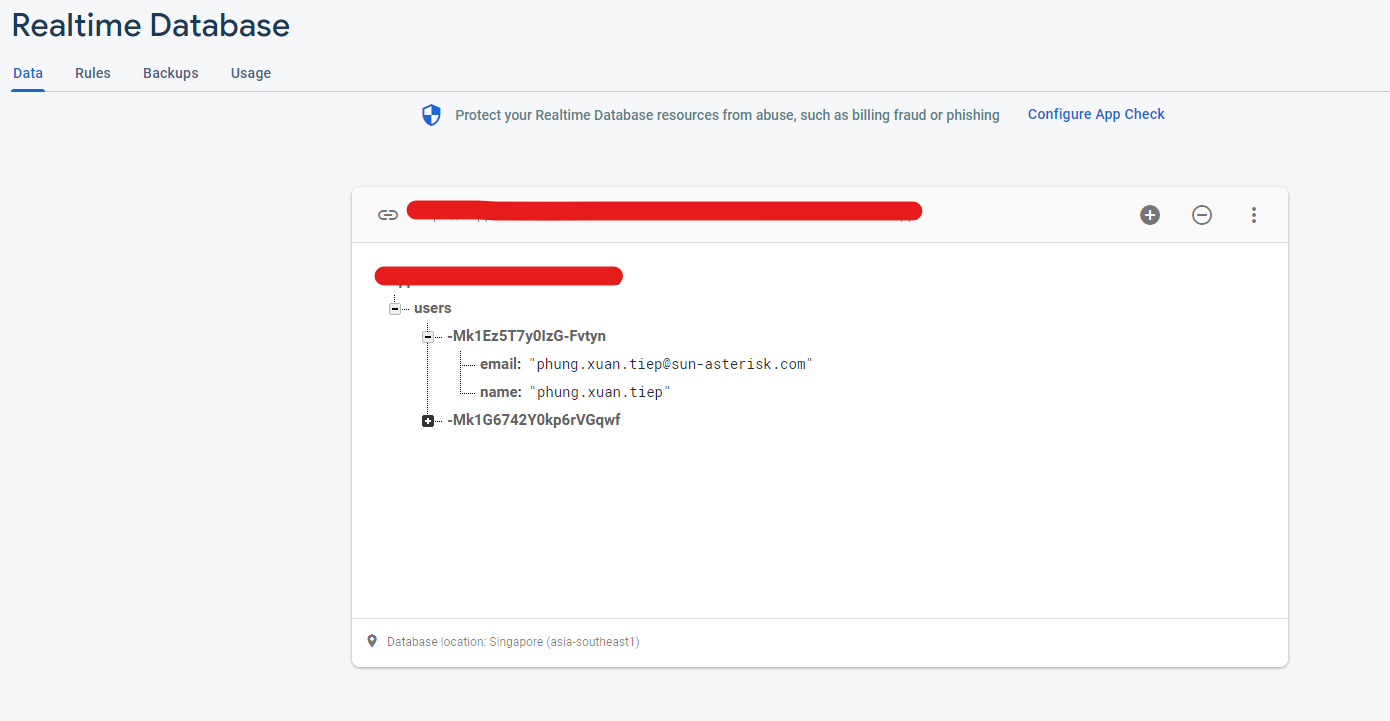 Realtime Database
Data Rules Backups Usage
Protect your Realtime Database resources from abuse, such as billing fraud or phishing Configure App Check
users
-Mk1Ez5T7y0IzG-Fvtyn
email: "phung.xuan.tiep@sun-asterisk.com"
name: "phung.xuan.tiep"
-Mk1G6742Y0kp6rVGqwf
Database location: Singapore (asia-southeast1)